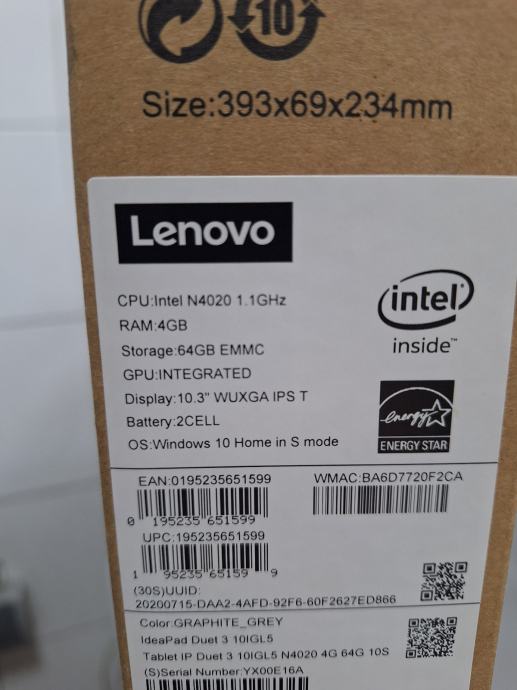 10
Size:393x69x234mm
Lenovo
CPU:Intel N4020 1.1GHz
RAM:4GB
Storage:64GB EMMC
GPU:INTEGRATED
Display:10.3" WUXGA IPS T
Battery:2CELL
OS:Windows 10 Home in S mode
intel
inside™
energy
ENERGY STAR
EAN:0195235651599
WMAC:BA6D7720F2CA
0 195235 651599
UPC:195235651599
1 95235 65159 9
(30S)UUID:
20200715-DAA2-4AFD-92F6-60F2627ED866
Color:GRAPHITE_GREY
IdeaPad Duet 3 10IGL5
Tablet IP Duet 3 10IGL5 N4020 4G 64G 10S
(S)Serial Number:YX00E16A